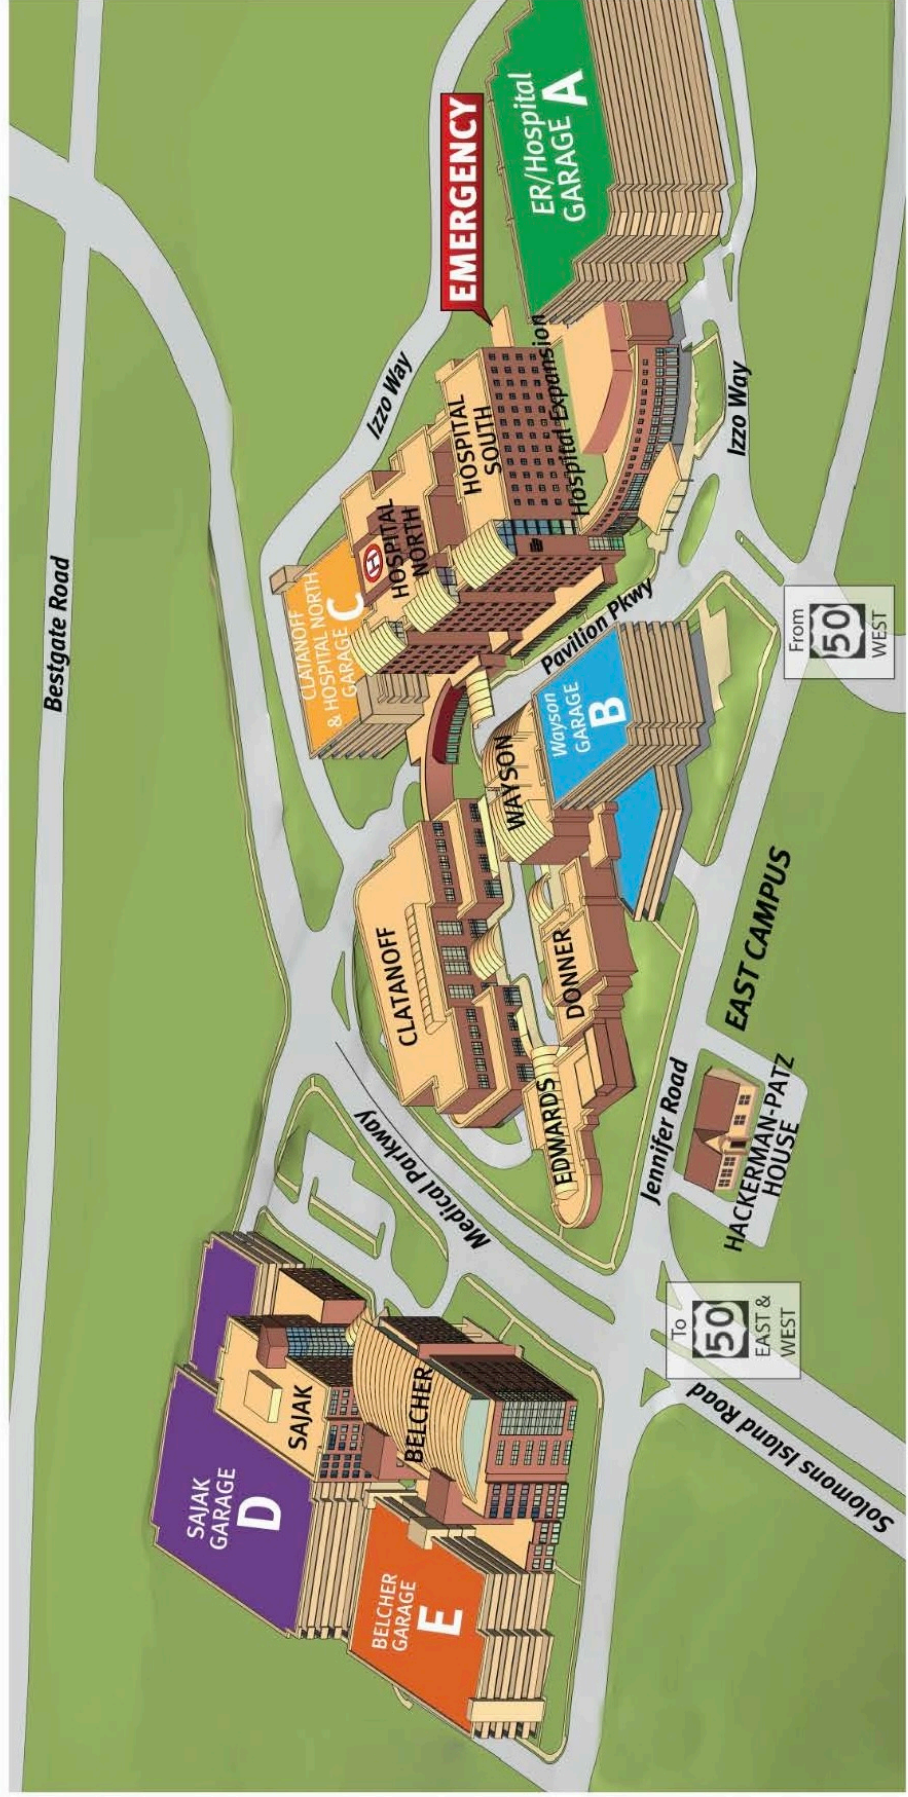 Bestgate Road
SAJAK
GARAGE
D
BELCHER
GARAGE
E
SAJAK
BELCHER
Medical Parkway
CLATANOFF
EDWARDS
DONNER
WAYSON
Wayson
GARAGE
B
CLATANOFF
& HOSPITAL NORTH
GARAGE
C
H
HOSPITAL
NORTH
HOSPITAL
SOUTH
Hospital Expansion
Izzo Way
EMERGENCY
ER/Hospital
GARAGE
A
Izzo Way
Pavilion Pkwy
From
50
WEST
EAST CAMPUS
Jennifer Road
HACKERMAN-PATZ
HOUSE
To
50
EAST &
WEST
Solomons Island Road